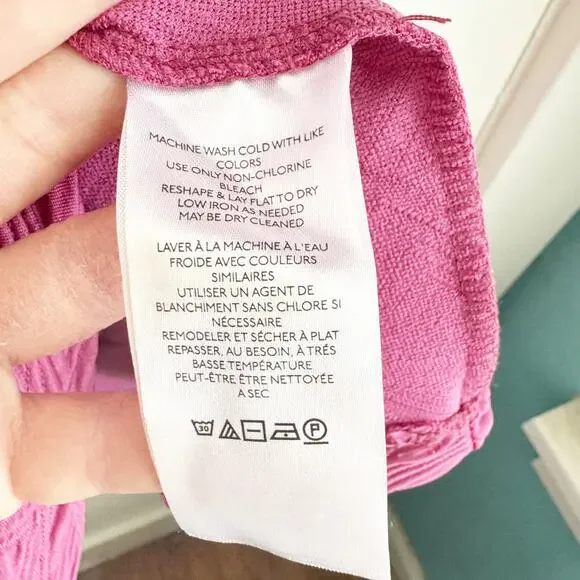 MACHINE WASH COLD WITH LIKE
COLORS
USE ONLY NON-CHLORINE
BLEACH
RESHAPE & LAY FLAT TO DRY
LOW IRON AS NEEDED
MAY BE DRY CLEANED
LAVER À LA MACHINE À L'EAU
FROIDE AVEC COULEURS
SIMILAIRES
UTILISER UN AGENT DE
BLANCHIMENT SANS CHLORE SI
NÉCESSAIRE
REMODELER ET SÉCHER À PLAT
REPASSER, AU BESOIN, À TRÉS
BASSE TEMPÉRATURE
PEUT-ÊTRE ÊTRE NETTOYÉE
A SEC
30 P